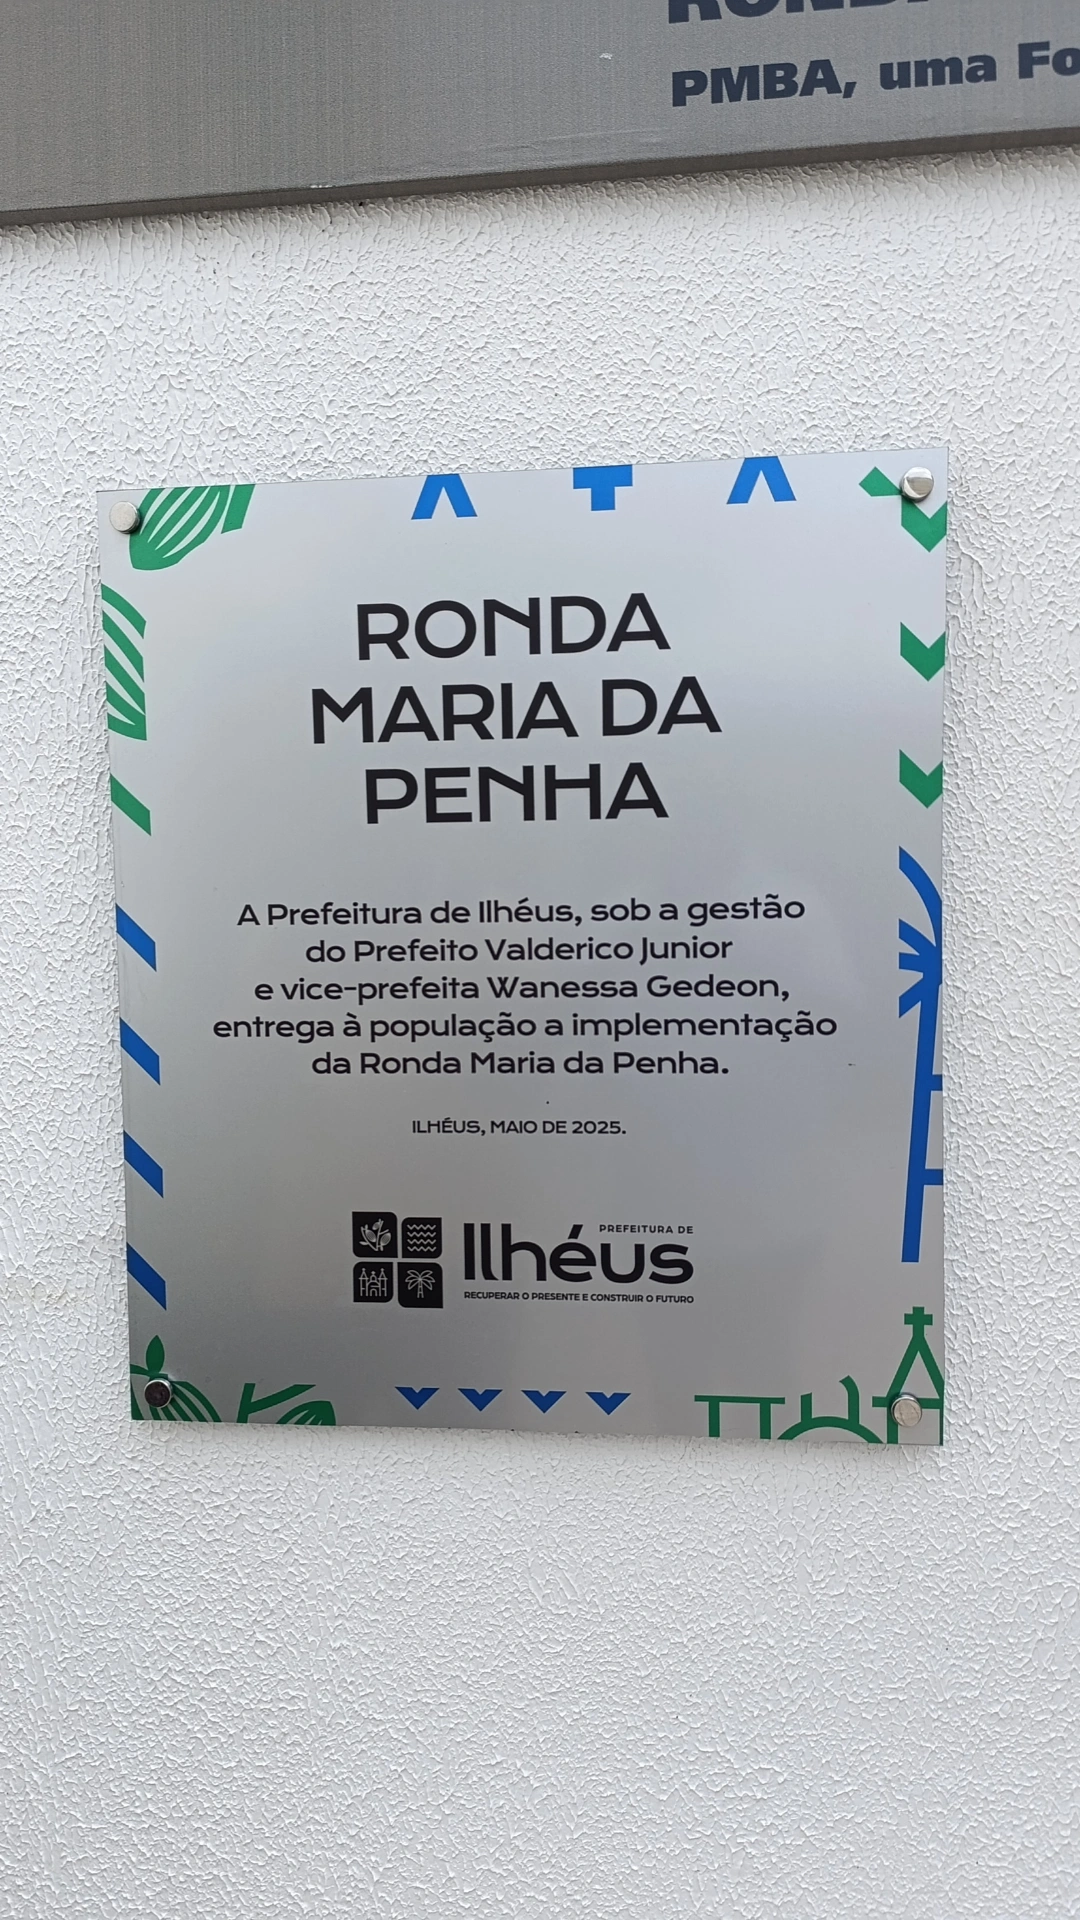 PMBA, uma
RONDA
MARIA DA
PENHA
A Prefeitura de Ilhéus, sob a gestão
do Prefeito Valderico Junior
e vice-prefeita Wanessa Gedeon,
entrega à população a implementação
da Ronda Maria da Penha.
ILHÉUS, MAIO DE 2025.
PREFEITURA DE
Ilhéus
RECUPERAR O PRESENTE E CONSTRUIR O FUTURO